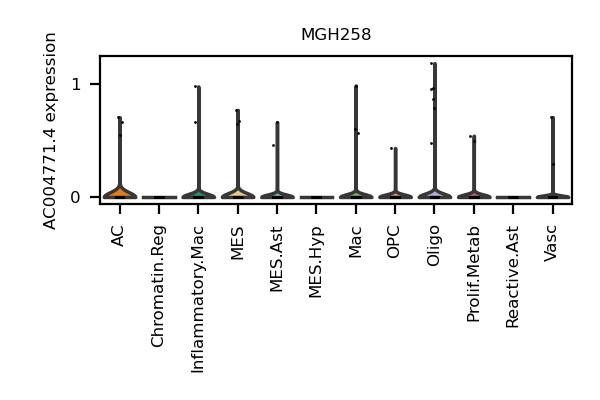 MGH258
AC004771.4 expression
1
0
AC
Chromatin.Reg
Inflammatory.Mac
MES
MES.Ast
MES.Hyp
Mac
OPC
Oligo
Prolif.Metab
Reactive.Ast
Vasc